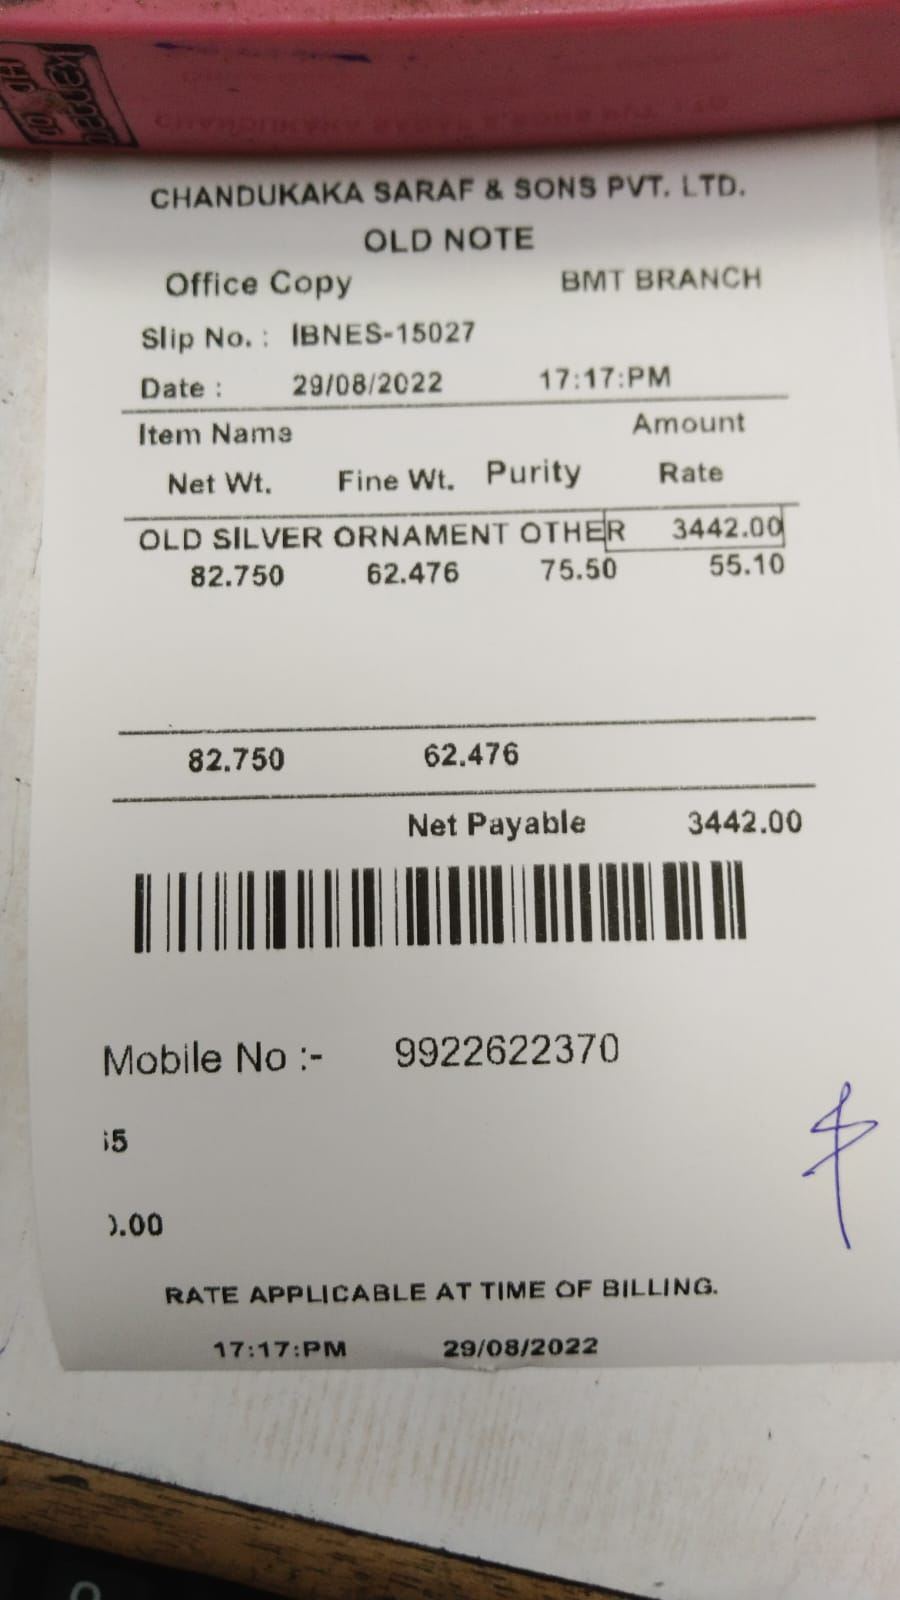 CHANDUKAKA SARAF & SONS PVT. LTD.
OLD NOTE
Office Copy BMT BRANCH
Slip No. : IBNES-15027
Date : 29/08/2022 17:17:PM
Item Name Amount
Net Wt. Fine Wt. Purity Rate
OLD SILVER ORNAMENT OTHER 3442.00
82.750 62.476 75.50 55.10
82.750 62.476
Net Payable 3442.00
Mobile No :- 9922622370
5
.00
RATE APPLICABLE AT TIME OF BILLING.
17:17:PM 29/08/2022